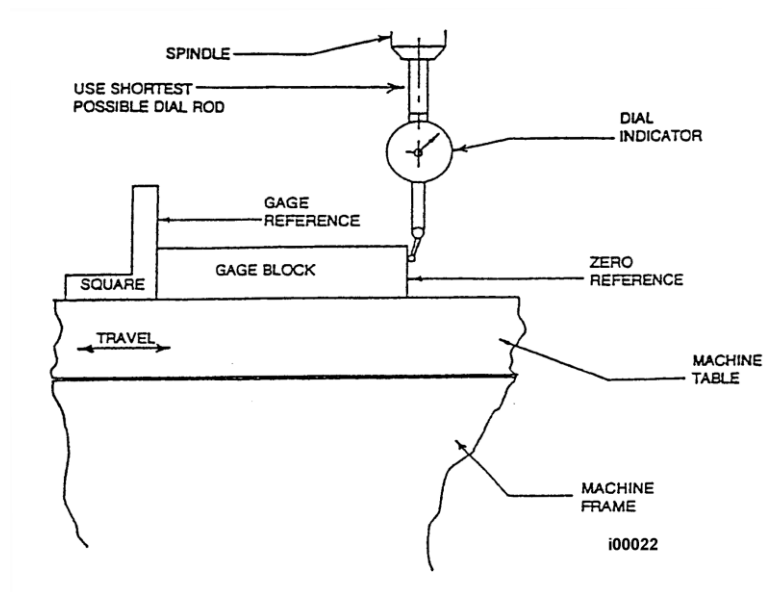 SPINDLE
USE SHORTEST
POSSIBLE DIAL ROD
DIAL
INDICATOR
GAGE
REFERENCE
GAGE BLOCK
ZERO
REFERENCE
SQUARE
TRAVEL
MACHINE
TABLE
MACHINE
FRAME
i00022